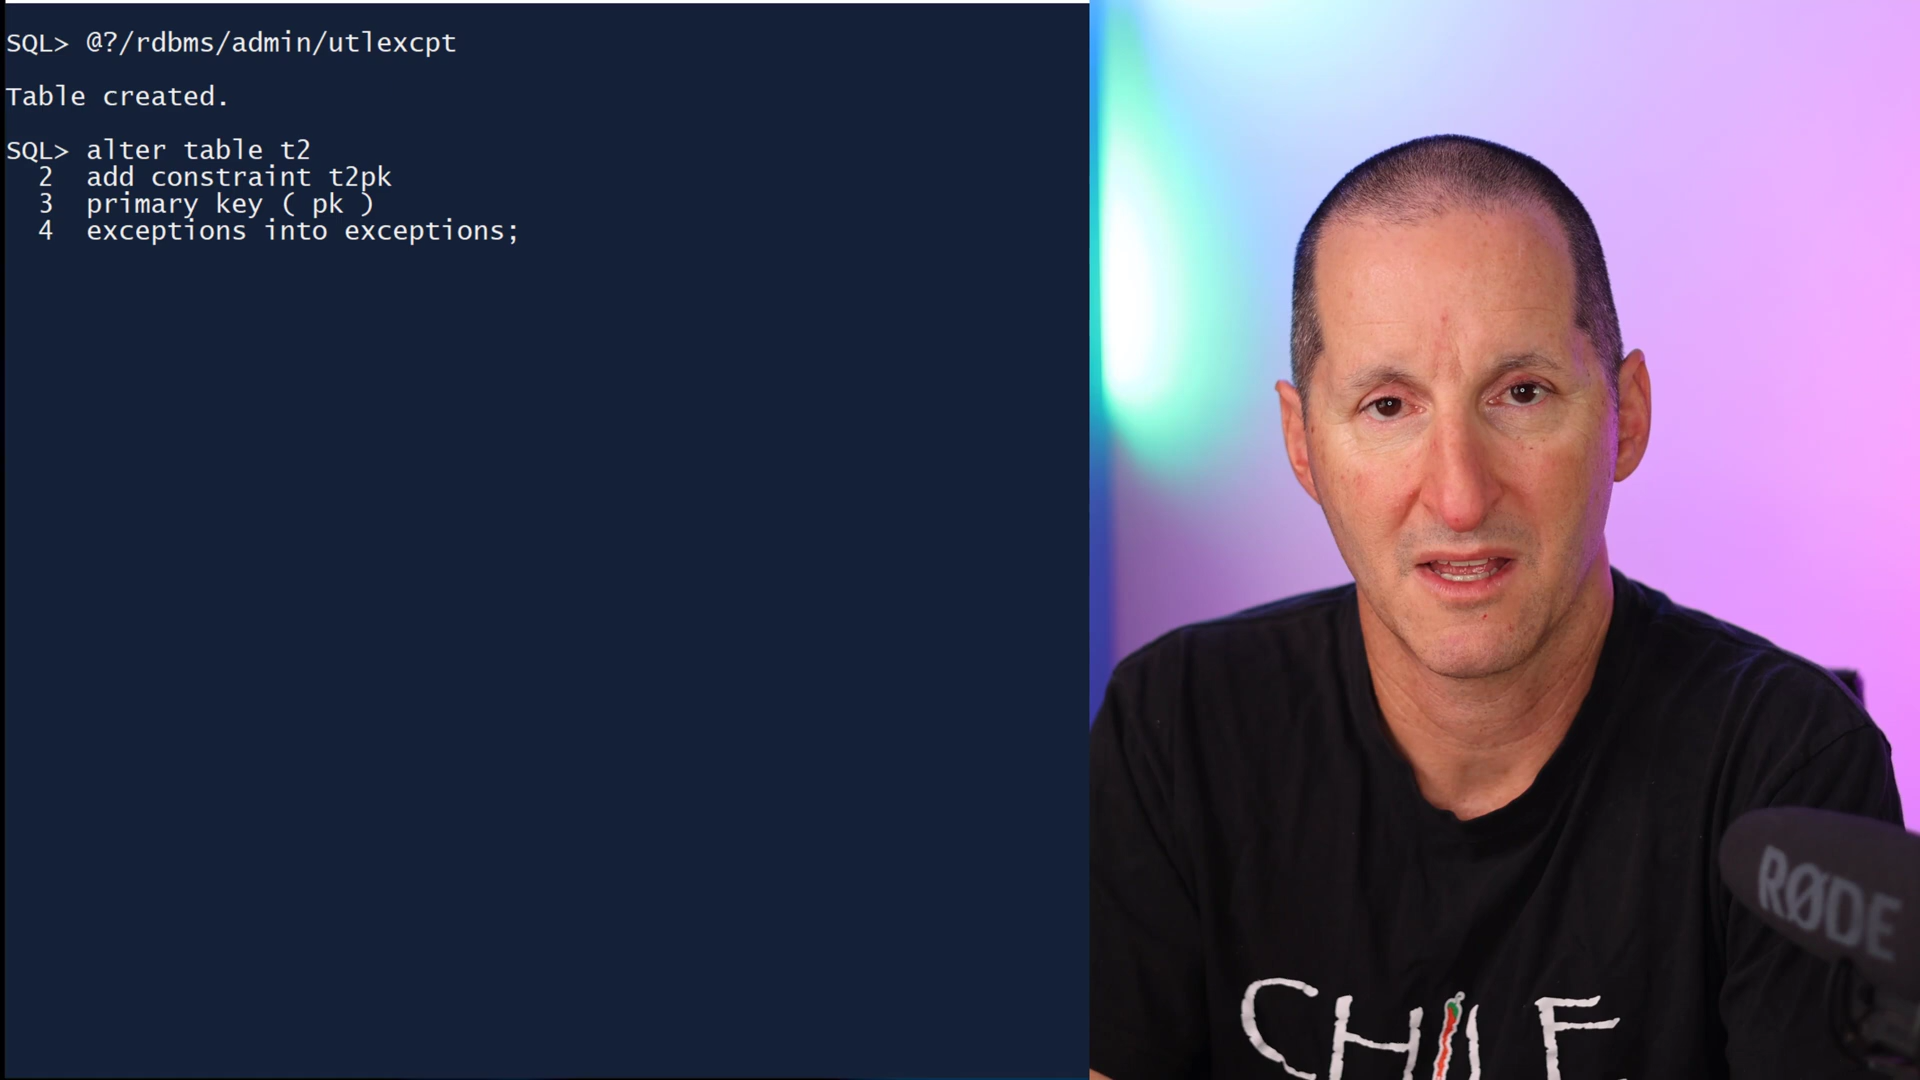 SQL> @?/rdbms/admin/utlexcpt
Table created.
SQL> alter table t2
2 add constraint t2pk
3 primary key ( pk )
4 exceptions into exceptions;
RØDE
CHILE